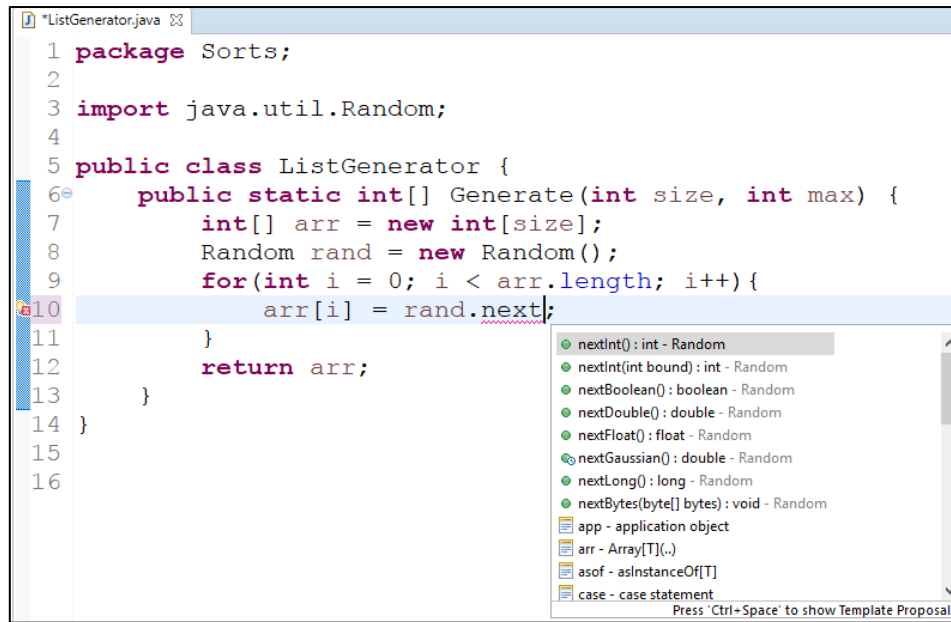 *ListGenerator.java
1 package Sorts;
2
3 import java.util.Random;
4
5 public class ListGenerator {
6 public static int[] Generate(int size, int max) {
7 int[] arr = new int[size];
8 Random rand = new Random();
9 for(int i = 0; i < arr.length; i++){
10 arr[i] = rand.next;
11 }
12 return arr;
13 }
14 }
15
16
nextInt() : int - Random
nextInt(int bound) : int - Random
nextBoolean() : boolean - Random
nextDouble() : double - Random
nextFloat() : float - Random
nextGaussian() : double - Random
nextLong() : long - Random
nextBytes(byte[] bytes) : void - Random
app - application object
arr - Array[T](..)
asof - asInstanceOf[T]
case - case statement
Press 'Ctrl+Space' to show Template Proposal